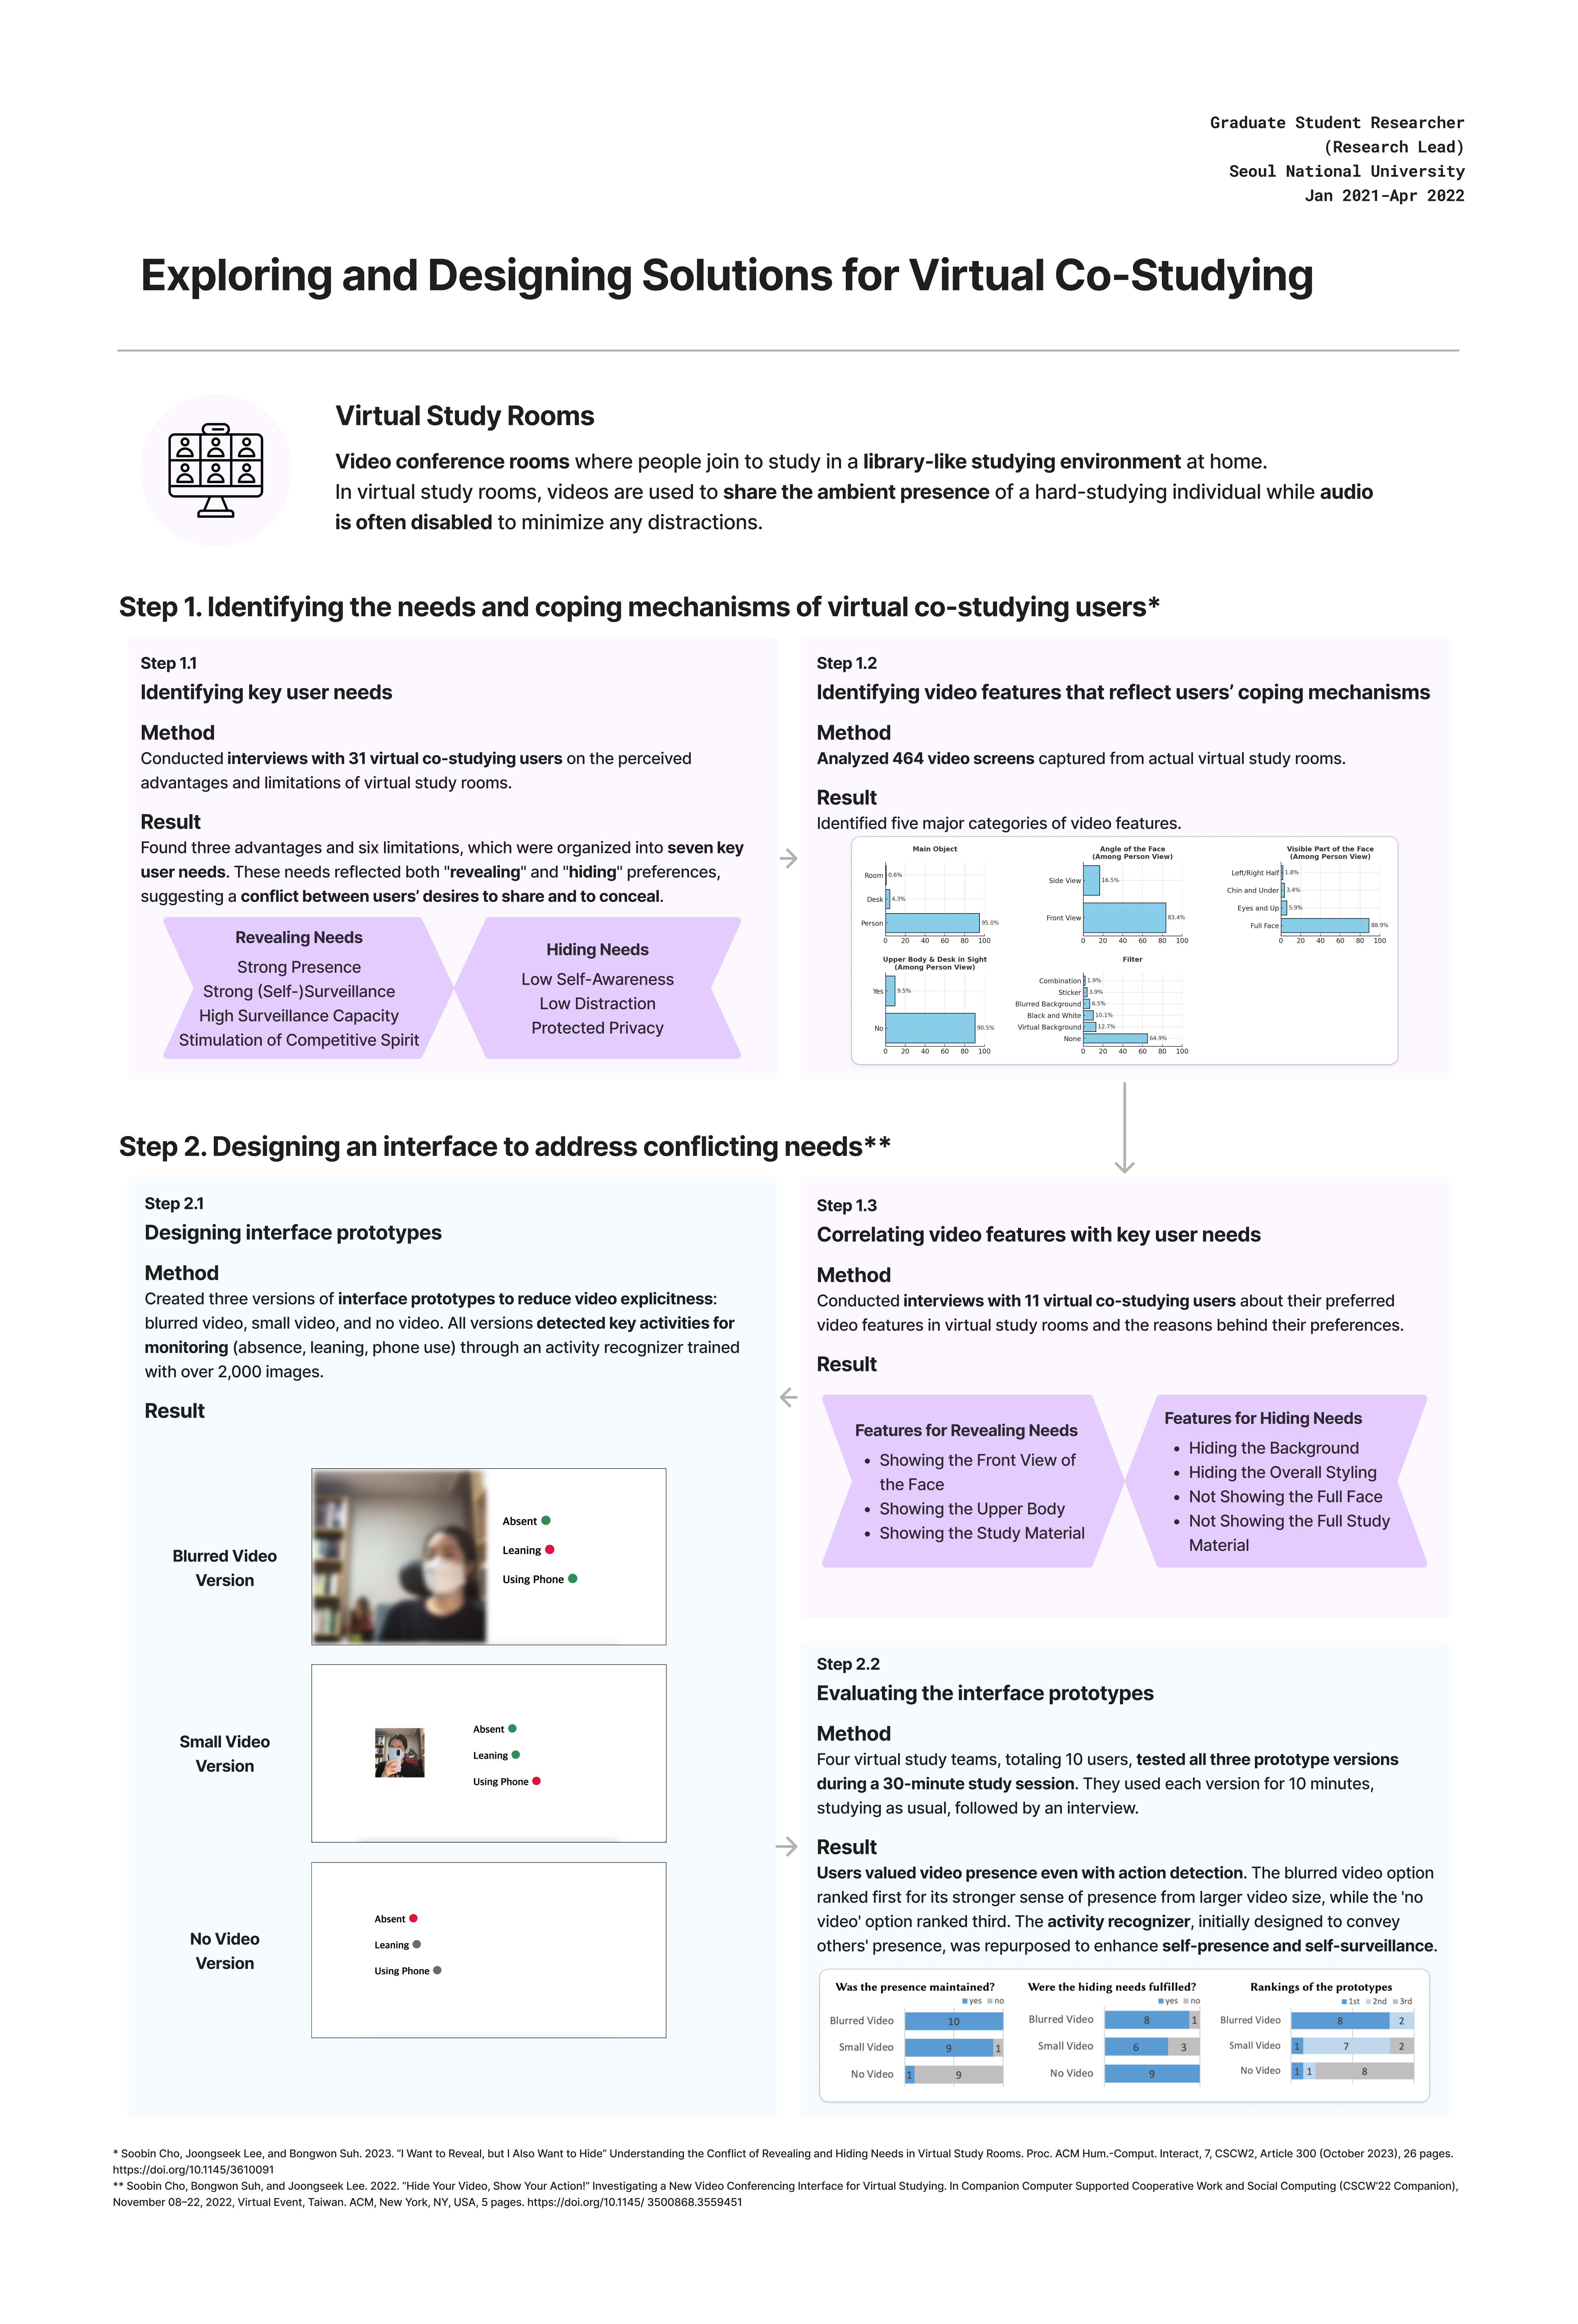 Graduate Student Researcher
(Research Lead)
Seoul National University
Jan 2021-Apr 2022
Exploring and Designing Solutions for Virtual Co-Studying
Virtual Study Rooms
Video conference rooms where people join to study in a library-like studying environment at home.
In virtual study rooms, videos are used to share the ambient presence of a hard-studying individual while audio
is often disabled to minimize any distractions.
Step 1. Identifying the needs and coping mechanisms of virtual co-studying users*
Step 1.1
Identifying key user needs
Method
Conducted interviews with 31 virtual co-studying users on the perceived
advantages and limitations of virtual study rooms.
Result
Found three advantages and six limitations, which were organized into seven key
user needs. These needs reflected both "revealing" and "hiding" preferences,
suggesting a conflict between users’ desires to share and to conceal.
Revealing Needs
Strong Presence
Strong (Self-)Surveillance
High Surveillance Capacity
Stimulation of Competitive Spirit
Hiding Needs
Low Self-Awareness
Low Distraction
Protected Privacy
Step 1.2
Identifying video features that reflect users’ coping mechanisms
Method
Analyzed 464 video screens captured from actual virtual study rooms.
Result
Identified five major categories of video features.
Main Object
Room 0.6%
Desk 4.3%
Person 95.0%
0 20 40 60 80 100
Angle of the Face
(Among Person View)
Side View 16.5%
Front View 83.4%
0 20 40 60 80 100
Visible Part of the Face
(Among Person View)
Left/Right Half 1.8%
Chin and Under 3.4%
Eyes and Up 5.9%
Full Face 88.9%
0 20 40 60 80 100
Upper Body & Desk in Sight
(Among Person View)
Yes 9.5%
No 90.5%
0 20 40 60 80 100
Filter
Combination 1.9%
Sticker 3.9%
Blurred Background 6.5%
Black and White 10.1%
Virtual Background 12.7%
None 64.9%
0 20 40 60 80 100
Step 2. Designing an interface to address conflicting needs**
Step 2.1
Designing interface prototypes
Method
Created three versions of interface prototypes to reduce video explicitness:
blurred video, small video, and no video. All versions detected key activities for
monitoring (absence, leaning, phone use) through an activity recognizer trained
with over 2,000 images.
Result
Blurred Video
Version
Absent
Leaning
Using Phone
Small Video
Version
Absent
Leaning
Using Phone
No Video
Version
Absent
Leaning
Using Phone
Step 1.3
Correlating video features with key user needs
Method
Conducted interviews with 11 virtual co-studying users about their preferred
video features in virtual study rooms and the reasons behind their preferences.
Result
Features for Revealing Needs
• Showing the Front View of
the Face
• Showing the Upper Body
• Showing the Study Material
Features for Hiding Needs
• Hiding the Background
• Hiding the Overall Styling
• Not Showing the Full Face
• Not Showing the Full Study
Material
Step 2.2
Evaluating the interface prototypes
Method
Four virtual study teams, totaling 10 users, tested all three prototype versions
during a 30-minute study session. They used each version for 10 minutes,
studying as usual, followed by an interview.
Result
Users valued video presence even with action detection. The blurred video option
ranked first for its stronger sense of presence from larger video size, while the 'no
video' option ranked third. The activity recognizer, initially designed to convey
others' presence, was repurposed to enhance self-presence and self-surveillance.
Was the presence maintained?
yes no
Blurred Video 10
Small Video 9 1
No Video 1 9
Were the hiding needs fulfilled?
yes no
Blurred Video 8 1
Small Video 6 3
No Video 9
Rankings of the prototypes
1st 2nd 3rd
Blurred Video 8 2
Small Video 1 7 2
No Video 1 1 8
* Soobin Cho, Joongseek Lee, and Bongwon Suh. 2023. “I Want to Reveal, but I Also Want to Hide” Understanding the Conflict of Revealing and Hiding Needs in Virtual Study Rooms. Proc. ACM Hum.-Comput. Interact, 7, CSCW2, Article 300 (October 2023), 26 pages.
https://doi.org/10.1145/3610091
** Soobin Cho, Bongwon Suh, and Joongseek Lee. 2022. “Hide Your Video, Show Your Action!” Investigating a New Video Conferencing Interface for Virtual Studying. In Companion Computer Supported Cooperative Work and Social Computing (CSCW’22 Companion),
November 08–22, 2022, Virtual Event, Taiwan. ACM, New York, NY, USA, 5 pages. https://doi.org/10.1145/ 3500868.3559451